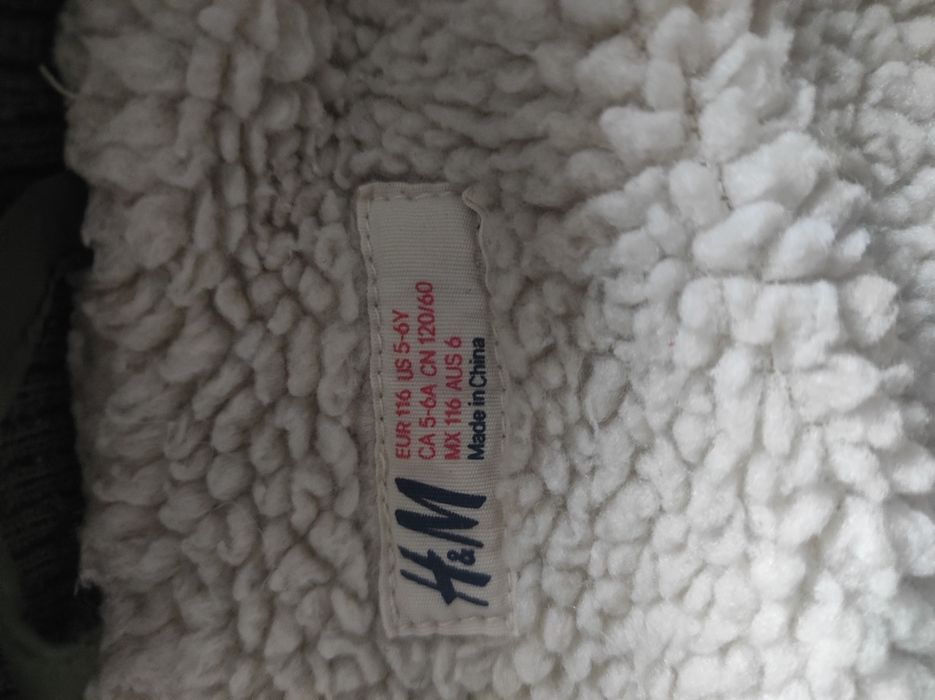 H&M
EUR 116 US 5-6Y
CA 5-6A CN 120/60
MX 116 AUS 6
Made in China